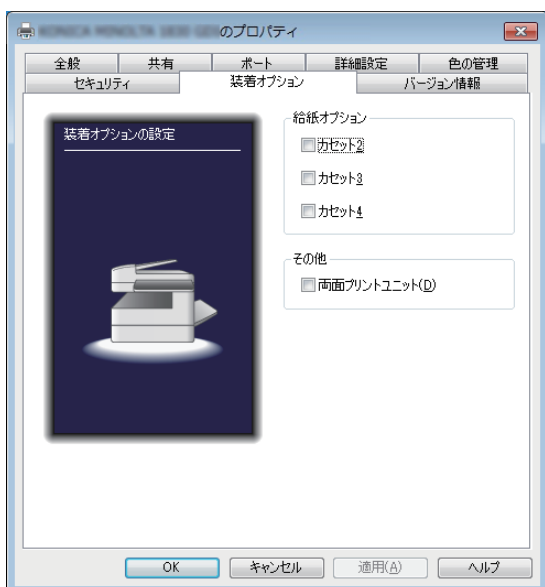 のプロパティ
全般 共有 ポート 詳細設定 色の管理
セキュリティ 装着オプション バージョン情報
装着オプションの設定
給紙オプション
カセット2
カセット3
カセット4
その他
両面プリントユニット(D)
OK キャンセル 適用(A) ヘルプ